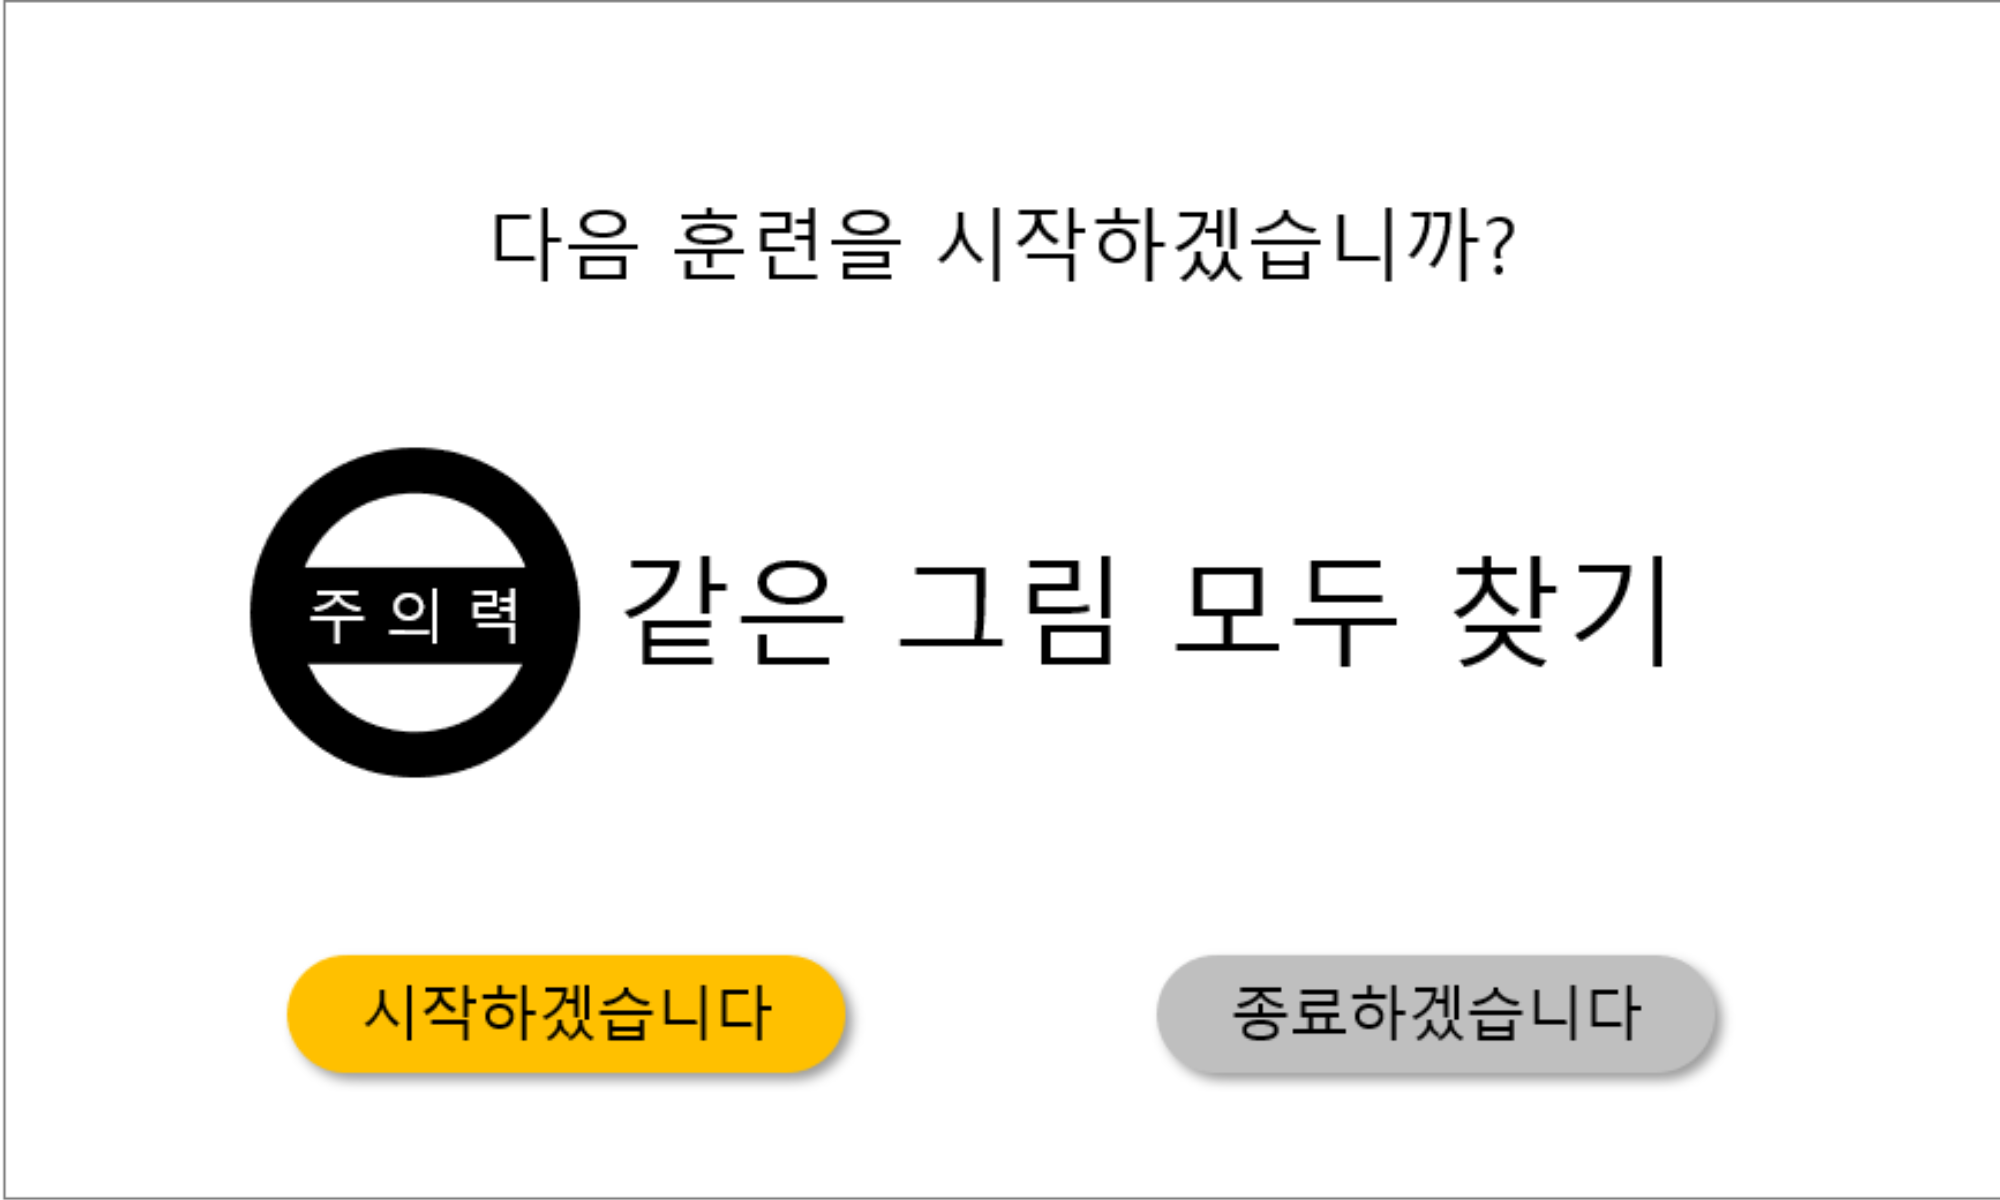 다음 훈련을 시작하겠습니까?
주의력
같은 그림 모두 찾기
시작하겠습니다
종료하겠습니다